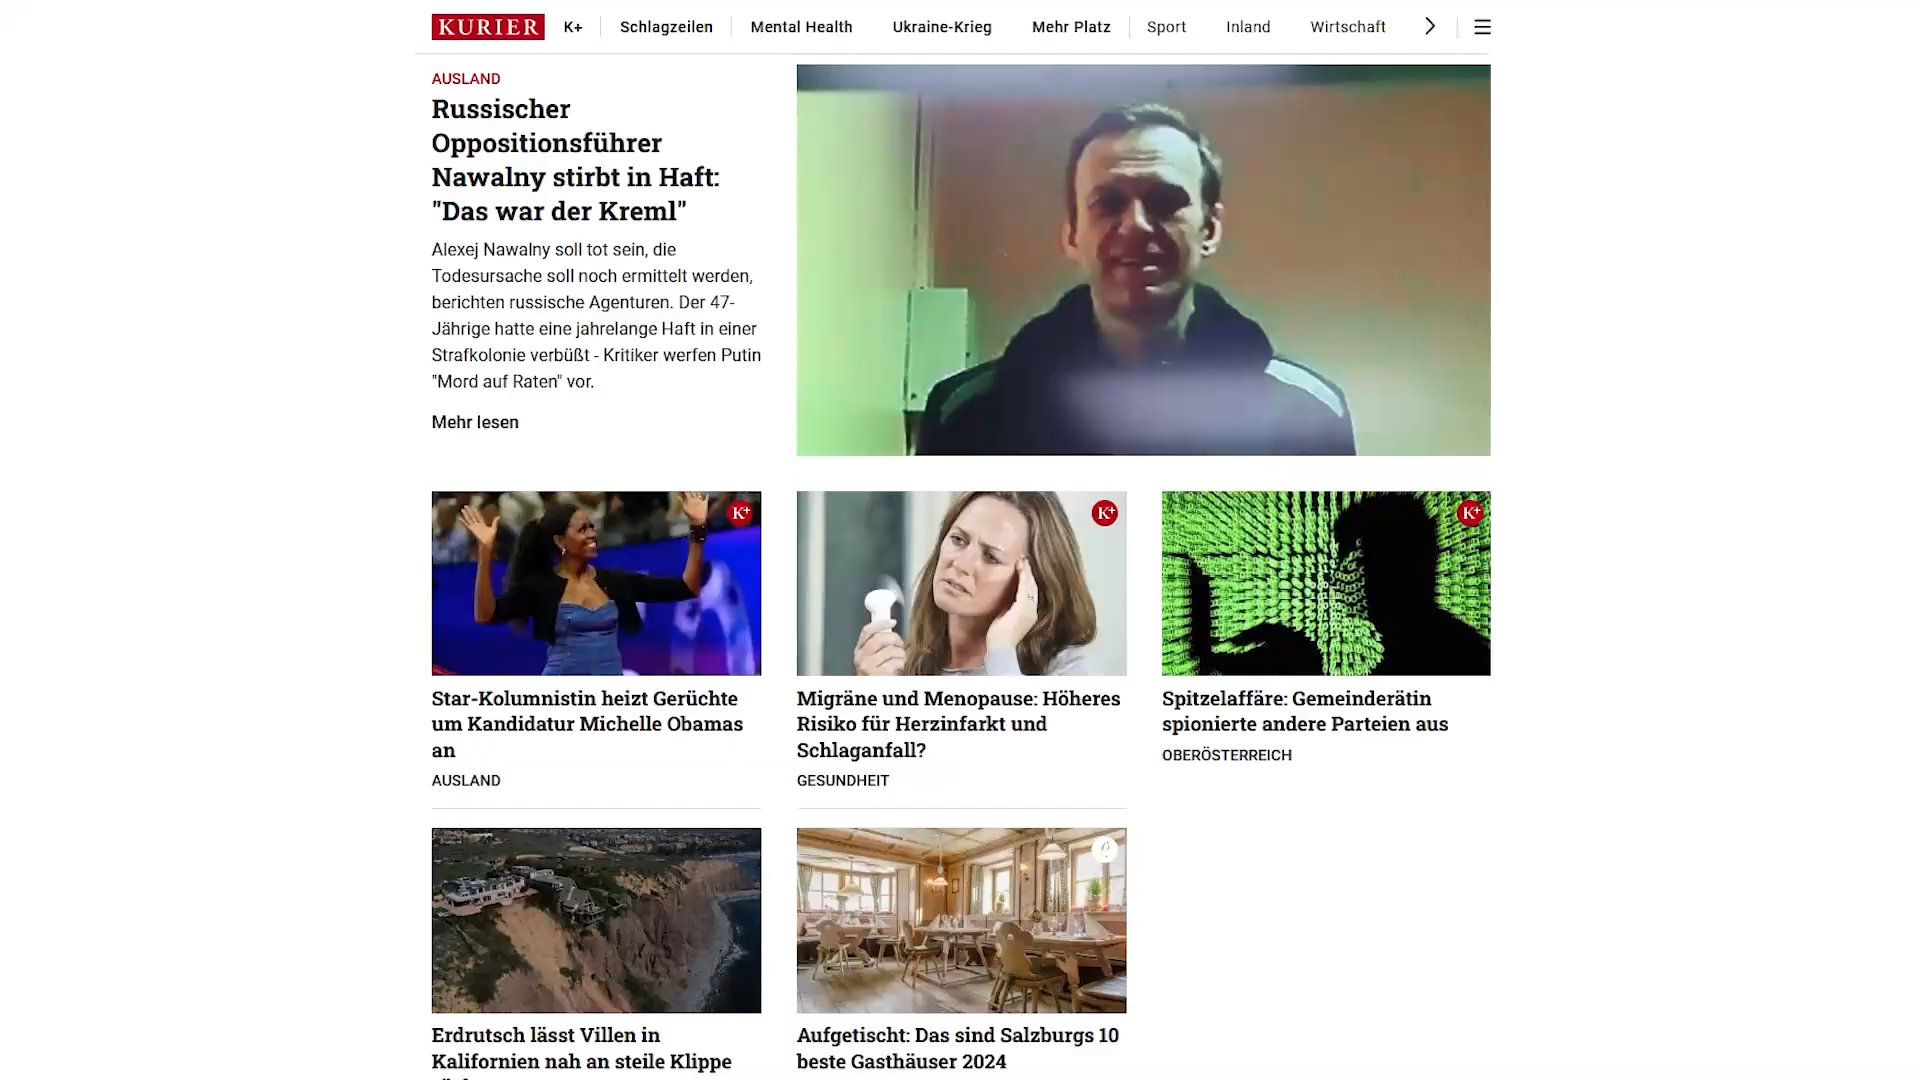 KURIER K+ Schlagzeilen Mental Health Ukraine-Krieg Mehr Platz Sport Inland Wirtschaft
AUSLAND
Russischer
Oppositionsführer
Nawalny stirbt in Haft:
"Das war der Kreml"
Alexej Nawalny soll tot sein, die
Todesursache soll noch ermittelt werden,
berichten russische Agenturen. Der 47-
Jährige hatte eine jahrelange Haft in einer
Strafkolonie verbüßt - Kritiker werfen Putin
"Mord auf Raten" vor.
Mehr lesen
K+
Star-Kolumnistin heizt Gerüchte
um Kandidatur Michelle Obamas
an
AUSLAND
K+
Migräne und Menopause: Höheres
Risiko für Herzinfarkt und
Schlaganfall?
GESUNDHEIT
K+
Spitzelaffäre: Gemeinderätin
spionierte andere Parteien aus
OBERÖSTERREICH
Erdrutsch lässt Villen in
Kalifornien nah an steile Klippe
Aufgetischt: Das sind Salzburgs 10
beste Gasthäuser 2024